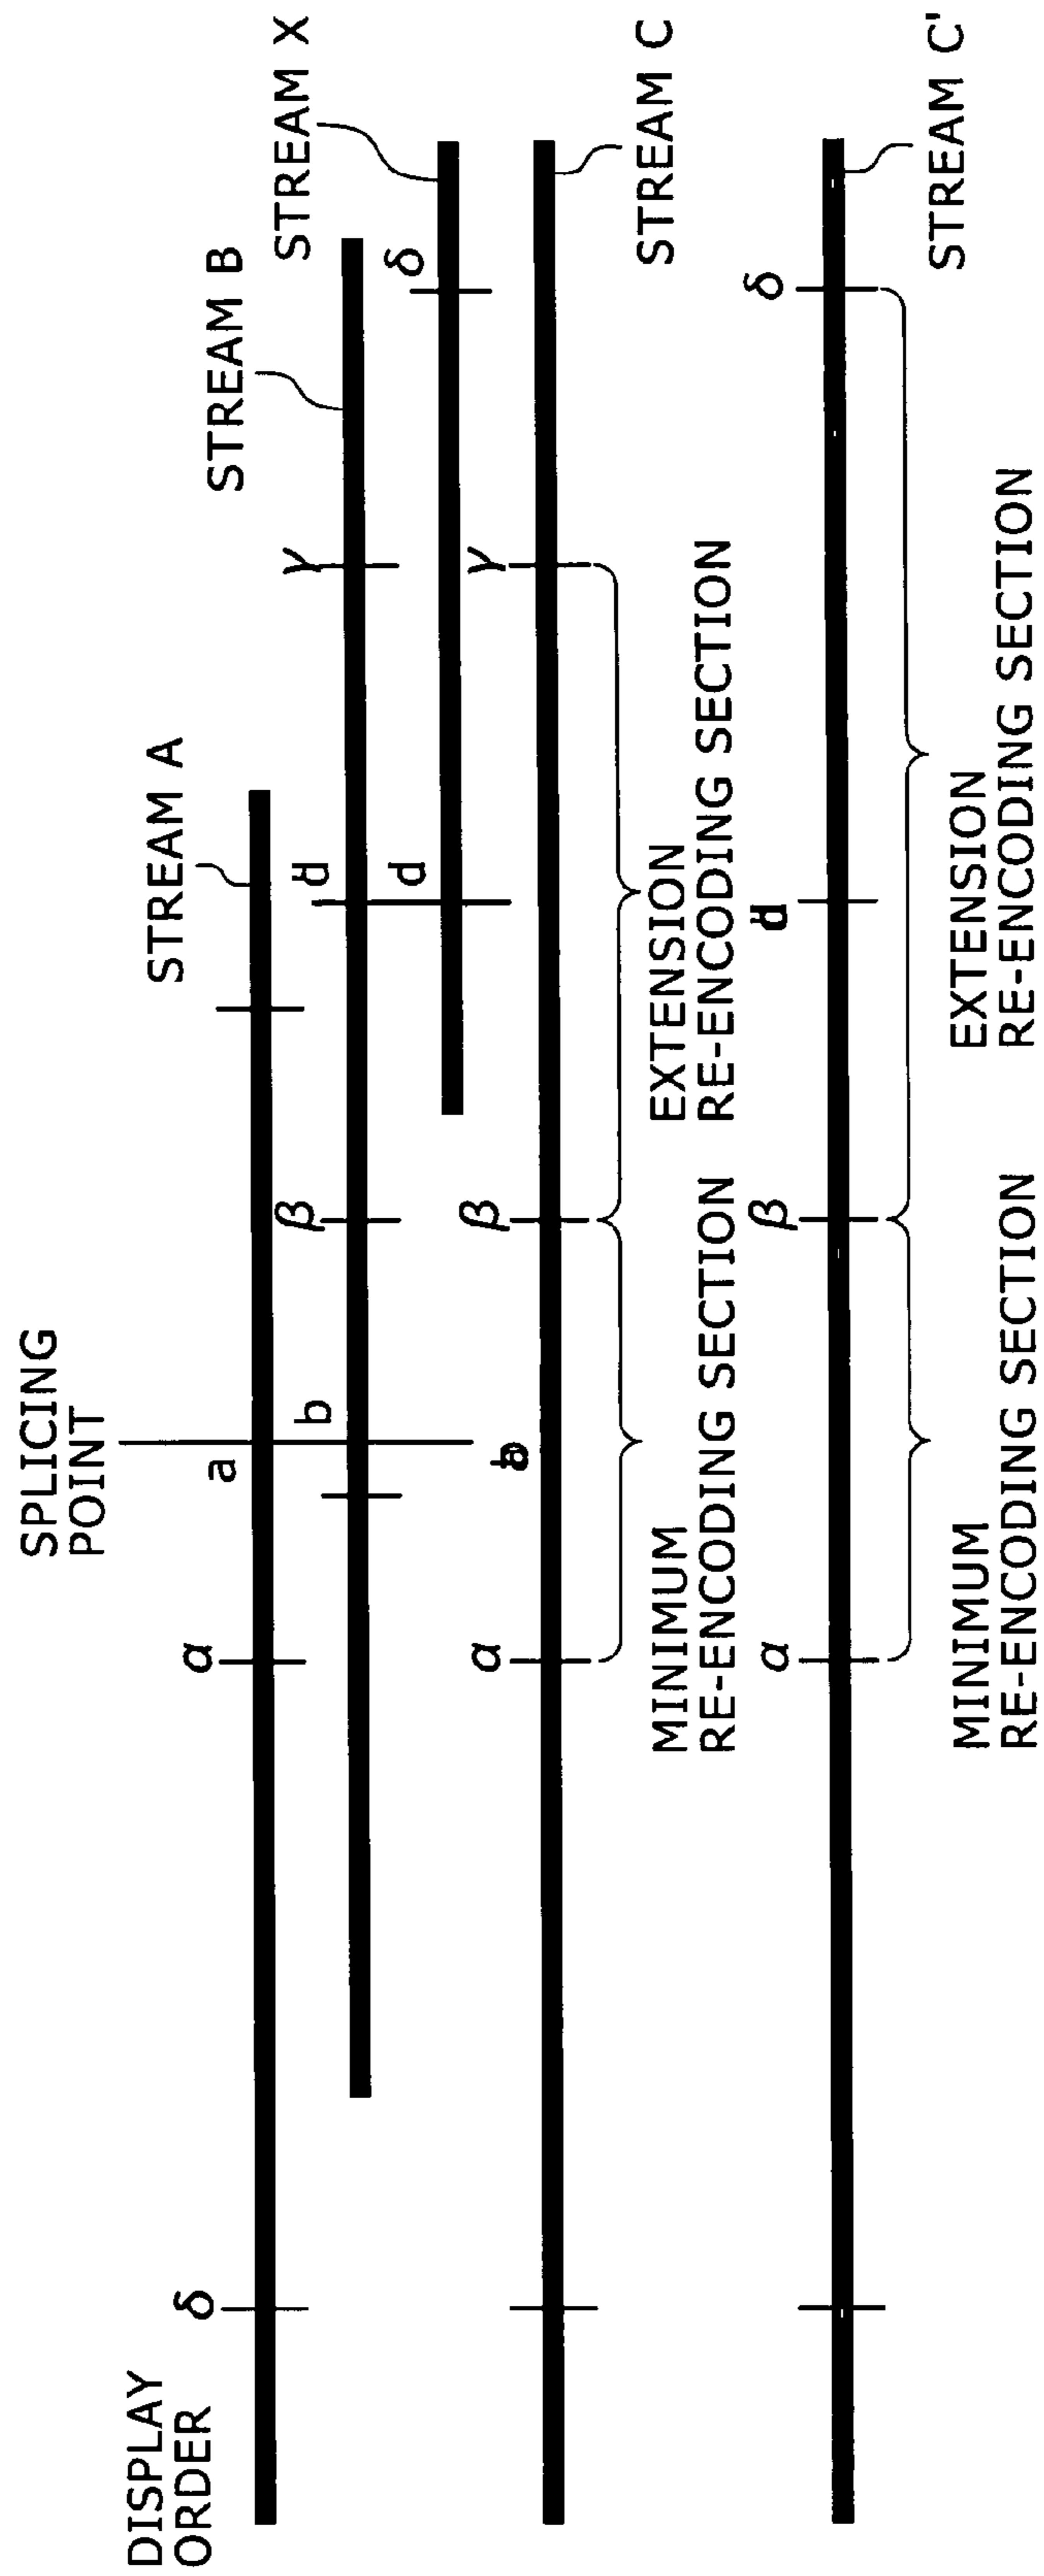 DISPLAY
ORDER
δ
α
SPLICING
POINT
a
STREAM A
b
β
d
γ
STREAM B
d
δ
STREAM X
α
β
γ
STREAM C
MINIMUM
RE-ENCODING SECTION
EXTENSION
RE-ENCODING SECTION
α
β
d
δ
STREAM C'
MINIMUM
RE-ENCODING SECTION
EXTENSION
RE-ENCODING SECTION